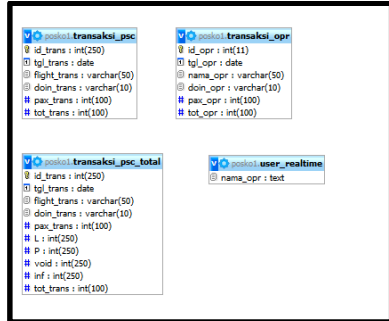 posko1.transaksi_psc
id_trans : int(250)
tgl_trans : date
flight_trans : varchar(50)
doin_trans : varchar(10)
pax_trans : int(100)
tot_trans : int(100)
posko1.transaksi_opr
id_opr : int(11)
tgl_opr : date
nama_opr : varchar(50)
doin_opr : varchar(10)
pax_opr : int(100)
tot_opr : int(100)
posko1.transaksi_psc_total
id_trans : int(250)
tgl_trans : date
flight_trans : varchar(50)
doin_trans : varchar(10)
pax_trans : int(100)
L : int(250)
P : int(250)
void : int(250)
inf : int(250)
tot_trans : int(100)
posko1.user_realtime
nama_opr : text